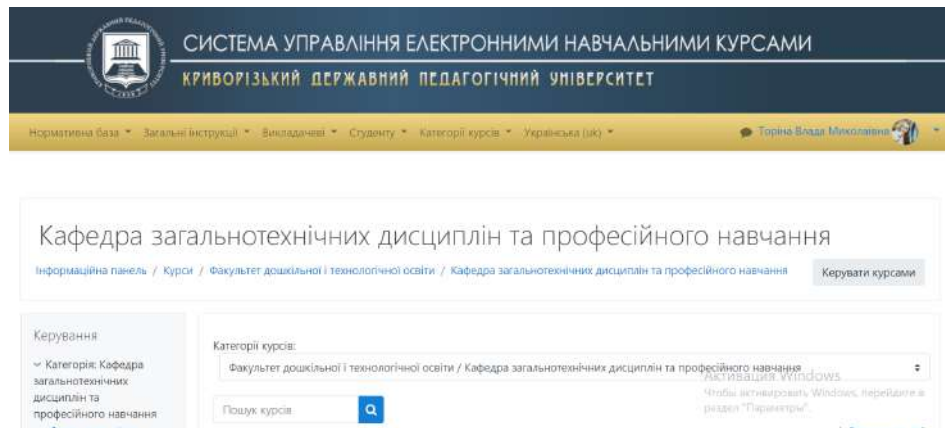 СИСТЕМА УПРАВЛІННЯ ЕЛЕКТРОННИМИ НАВЧАЛЬНИМИ КУРСАМИ
КРИВОРІЗЬКИЙ ДЕРЖАВНИЙ ПЕДАГОГІЧНИЙ УНІВЕРСИТЕТ
Нормативна база Загальні інструкції Викладачеві Студенту Категорії курсів Українська (uk) Торіна Влада Миколаївна
Кафедра загальнотехнічних дисциплін та професійного навчання
Інформаційна панель / Курси / Факультет дошкільної і технологічної освіти / Кафедра загальнотехнічних дисциплін та професійного навчання Керувати курсами
Керування
Категорія: Кафедра
загальнотехнічних
дисциплін та
професійного навчання
Категорії курсів:
Факультет дошкільної і технологічної освіти / Кафедра загальнотехнічних дисциплін та професійного навчання
Активация Windows
Чтобы активировать Windows, перейдите в
раздел "Параметры".
Пошук курсів